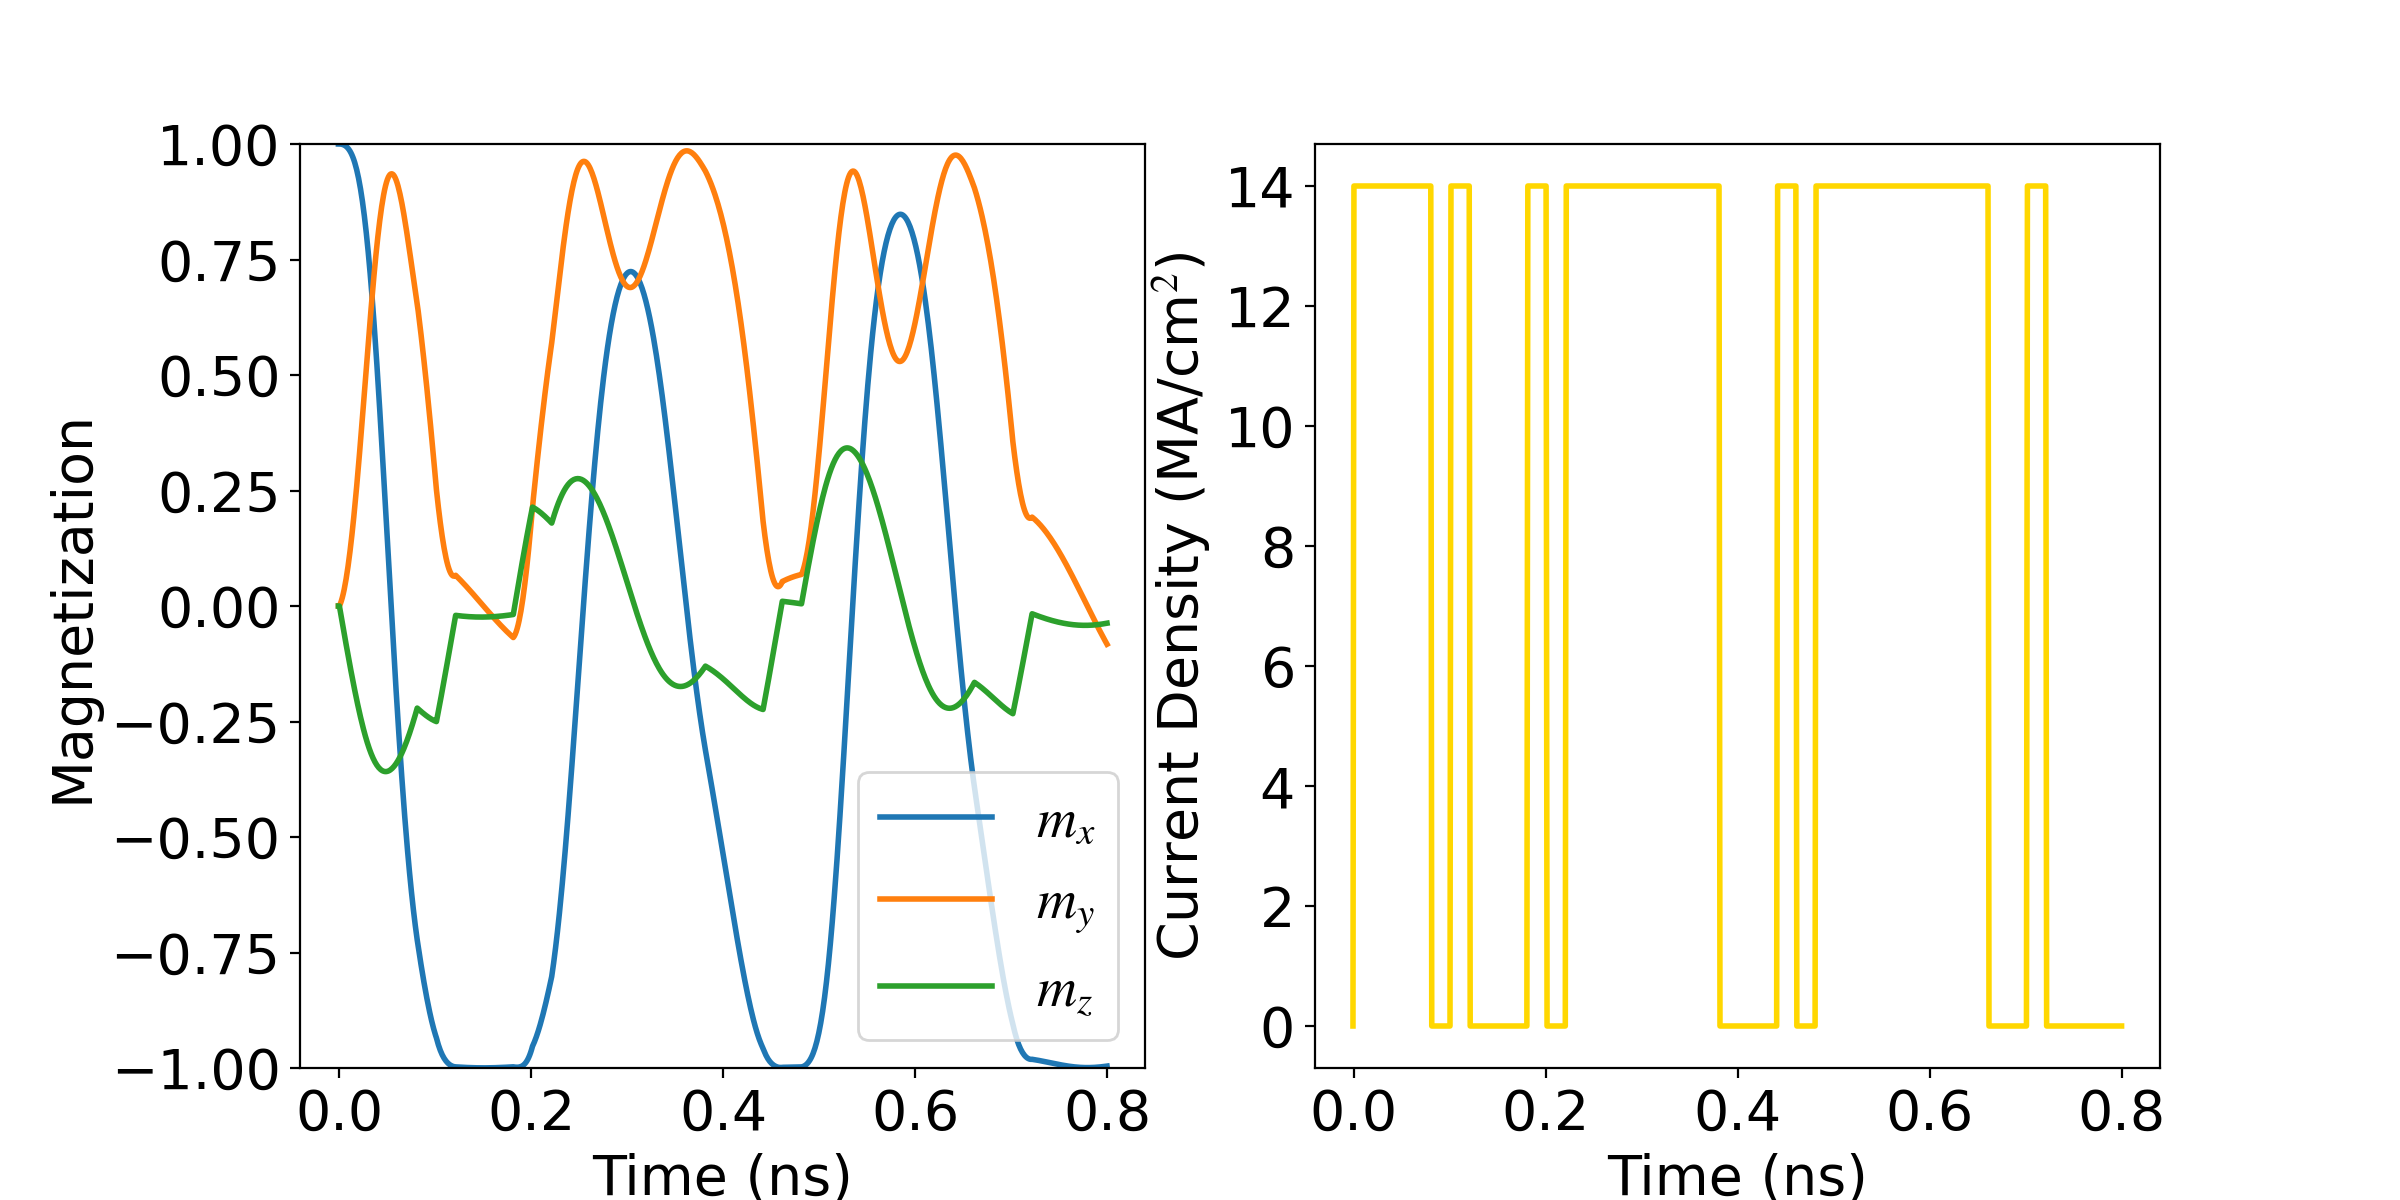 1.00
0.75
0.50
0.25
0.00
−0.25
−0.50
−0.75
−1.00
Magnetization
0.0 0.2 0.4 0.6 0.8
Time (ns)
mₓ
m_y
m_z
14
12
10
8
6
4
2
0
Current Density (MA/cm²)
0.0 0.2 0.4 0.6 0.8
Time (ns)